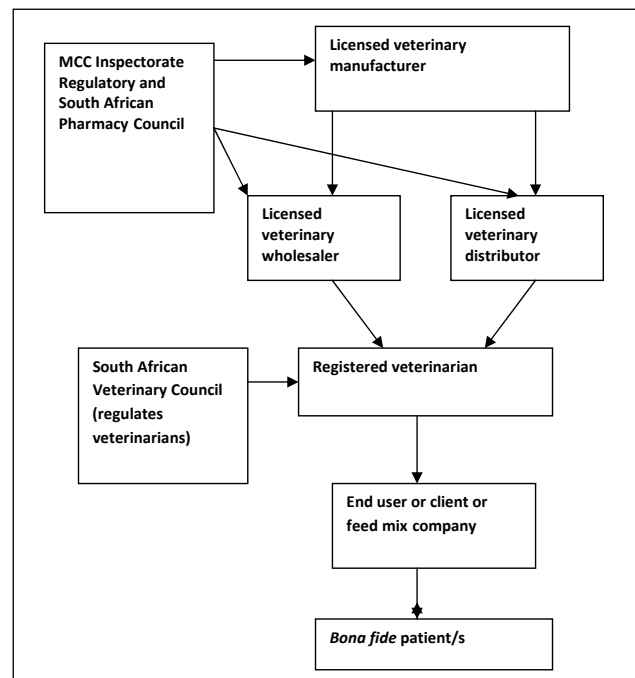 MCC Inspectorate
Regulatory and
South African
Pharmacy Council
Licensed veterinary
manufacturer
Licensed
veterinary
wholesaler
Licensed
veterinary
distributor
South African
Veterinary Council
(regulates
veterinarians)
Registered veterinarian
End user or client or
feed mix company
Bona fide patient/s